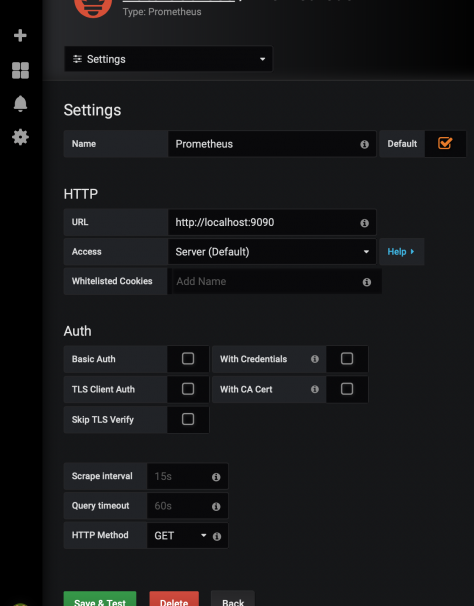 Type: Prometheus
Settings
Settings
Name Prometheus Default
HTTP
URL http://localhost:9090
Access Server (Default) Help
Whitelisted Cookies Add Name
Auth
Basic Auth With Credentials
TLS Client Auth With CA Cert
Skip TLS Verify
Scrape interval 15s
Query timeout 60s
HTTP Method GET
Save & Test Delete Back